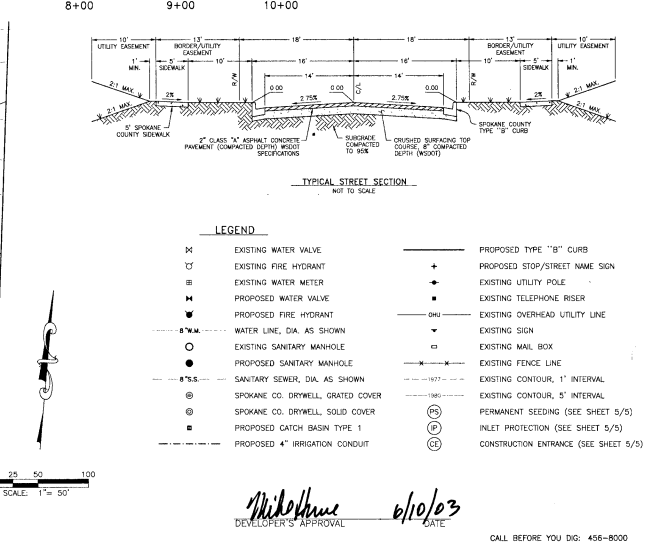 8+00 9+00 10+00
10' 13' 18' 18' 13' 10'
UTILITY EASEMENT BORDER/UTILITY EASEMENT R/W C/L R/W BORDER/UTILITY EASEMENT UTILITY EASEMENT
1' MIN. 5' SIDEWALK 10' 16' 16' 10' 5' SIDEWALK 1' MIN.
14' 14'
0.00 0.00 0.00
2:1 MAX. 2% 2.75% 2.75% 2% 2:1 MAX.
2:1 MAX. 2:1 MAX.
5' SPOKANE
COUNTY SIDEWALK
2" CLASS "A" ASPHALT CONCRETE
PAVEMENT (COMPACTED DEPTH) WSDOT
SPECIFICATIONS
SUBGRADE
COMPACTED
TO 95%
CRUSHED SURFACING TOP
COURSE, 8" COMPACTED
DEPTH (WSDOT)
SPOKANE COUNTY
TYPE "B" CURB
TYPICAL STREET SECTION
NOT TO SCALE
LEGEND
EXISTING WATER VALVE
EXISTING FIRE HYDRANT
EXISTING WATER METER
PROPOSED WATER VALVE
PROPOSED FIRE HYDRANT
8"W.M. WATER LINE, DIA. AS SHOWN
EXISTING SANITARY MANHOLE
PROPOSED SANITARY MANHOLE
8"S.S. SANITARY SEWER, DIA. AS SHOWN
SPOKANE CO. DRYWELL, GRATED COVER
SPOKANE CO. DRYWELL, SOLID COVER
PROPOSED CATCH BASIN TYPE 1
PROPOSED 4" IRRIGATION CONDUIT
PROPOSED TYPE "B" CURB
PROPOSED STOP/STREET NAME SIGN
EXISTING UTILITY POLE
EXISTING TELEPHONE RISER
OHU EXISTING OVERHEAD UTILITY LINE
EXISTING SIGN
EXISTING MAIL BOX
EXISTING FENCE LINE
1977 EXISTING CONTOUR, 1' INTERVAL
1980 EXISTING CONTOUR, 5' INTERVAL
PS PERMANENT SEEDING (SEE SHEET 5/5)
IP INLET PROTECTION (SEE SHEET 5/5)
CE CONSTRUCTION ENTRANCE (SEE SHEET 5/5)
25 50 100
SCALE: 1"= 50'
6/10/03
DEVELOPER'S APPROVAL DATE
CALL BEFORE YOU DIG: 456-8000